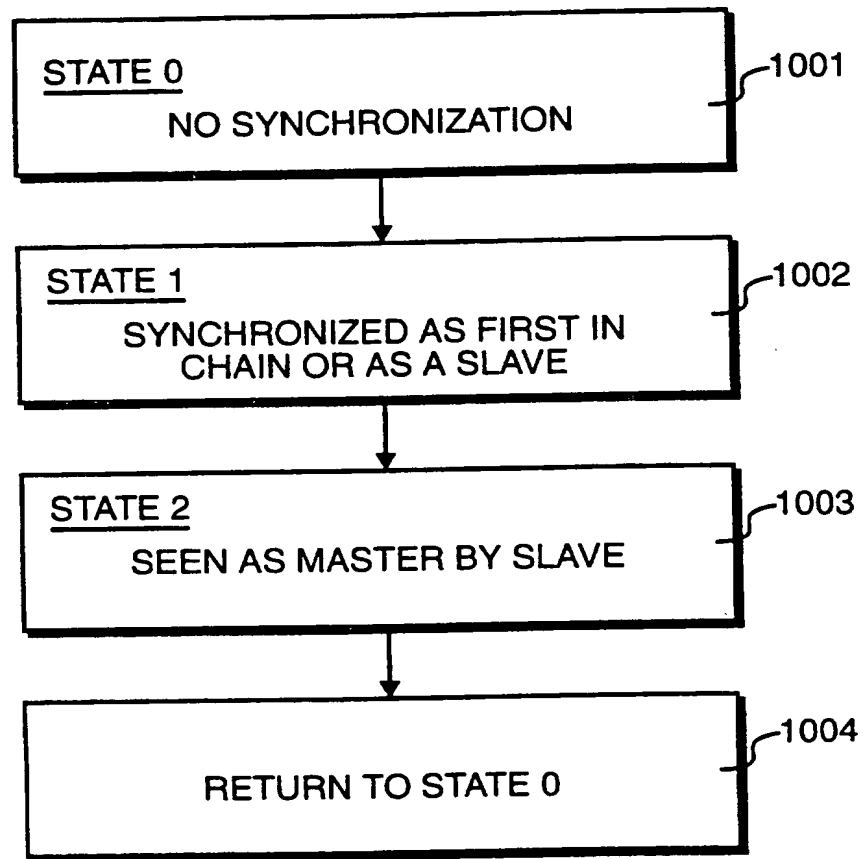 STATE 0
NO SYNCHRONIZATION
1001
STATE 1
SYNCHRONIZED AS FIRST IN
CHAIN OR AS A SLAVE
1002
STATE 2
SEEN AS MASTER BY SLAVE
1003
RETURN TO STATE 0
1004